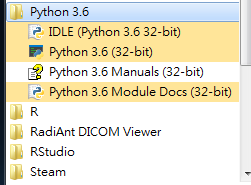 Python 3.6
IDLE (Python 3.6 32-bit)
Python 3.6 (32-bit)
Python 3.6 Manuals (32-bit)
Python 3.6 Module Docs (32-bit)
R
RadiAnt DICOM Viewer
RStudio
Steam